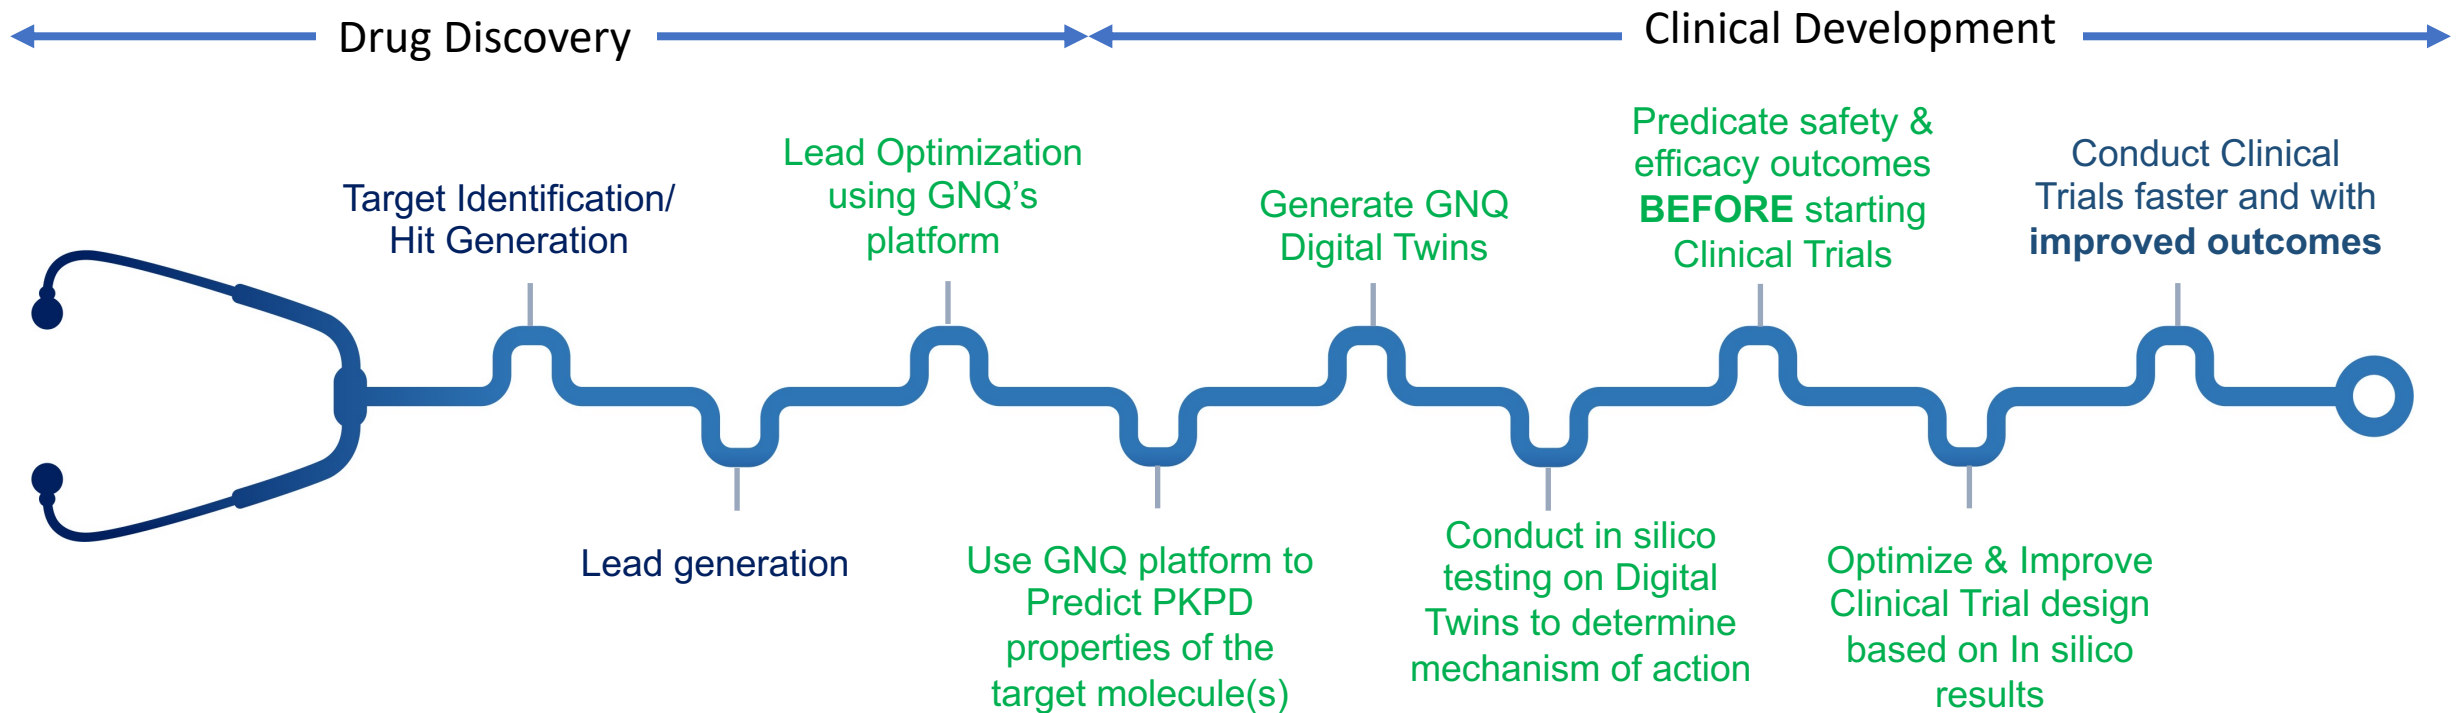 Drug Discovery
Clinical Development
Target Identification/
Hit Generation
Lead generation
Lead Optimization
using GNQ's
platform
Use GNQ platform to
Predict PKPD
properties of the
target molecule(s)
Generate GNQ
Digital Twins
Conduct in silico
testing on Digital
Twins to determine
mechanism of action
Predicate safety &
efficacy outcomes
BEFORE starting
Clinical Trials
Optimize & Improve
Clinical Trial design
based on In silico
results
Conduct Clinical
Trials faster and with
improved outcomes